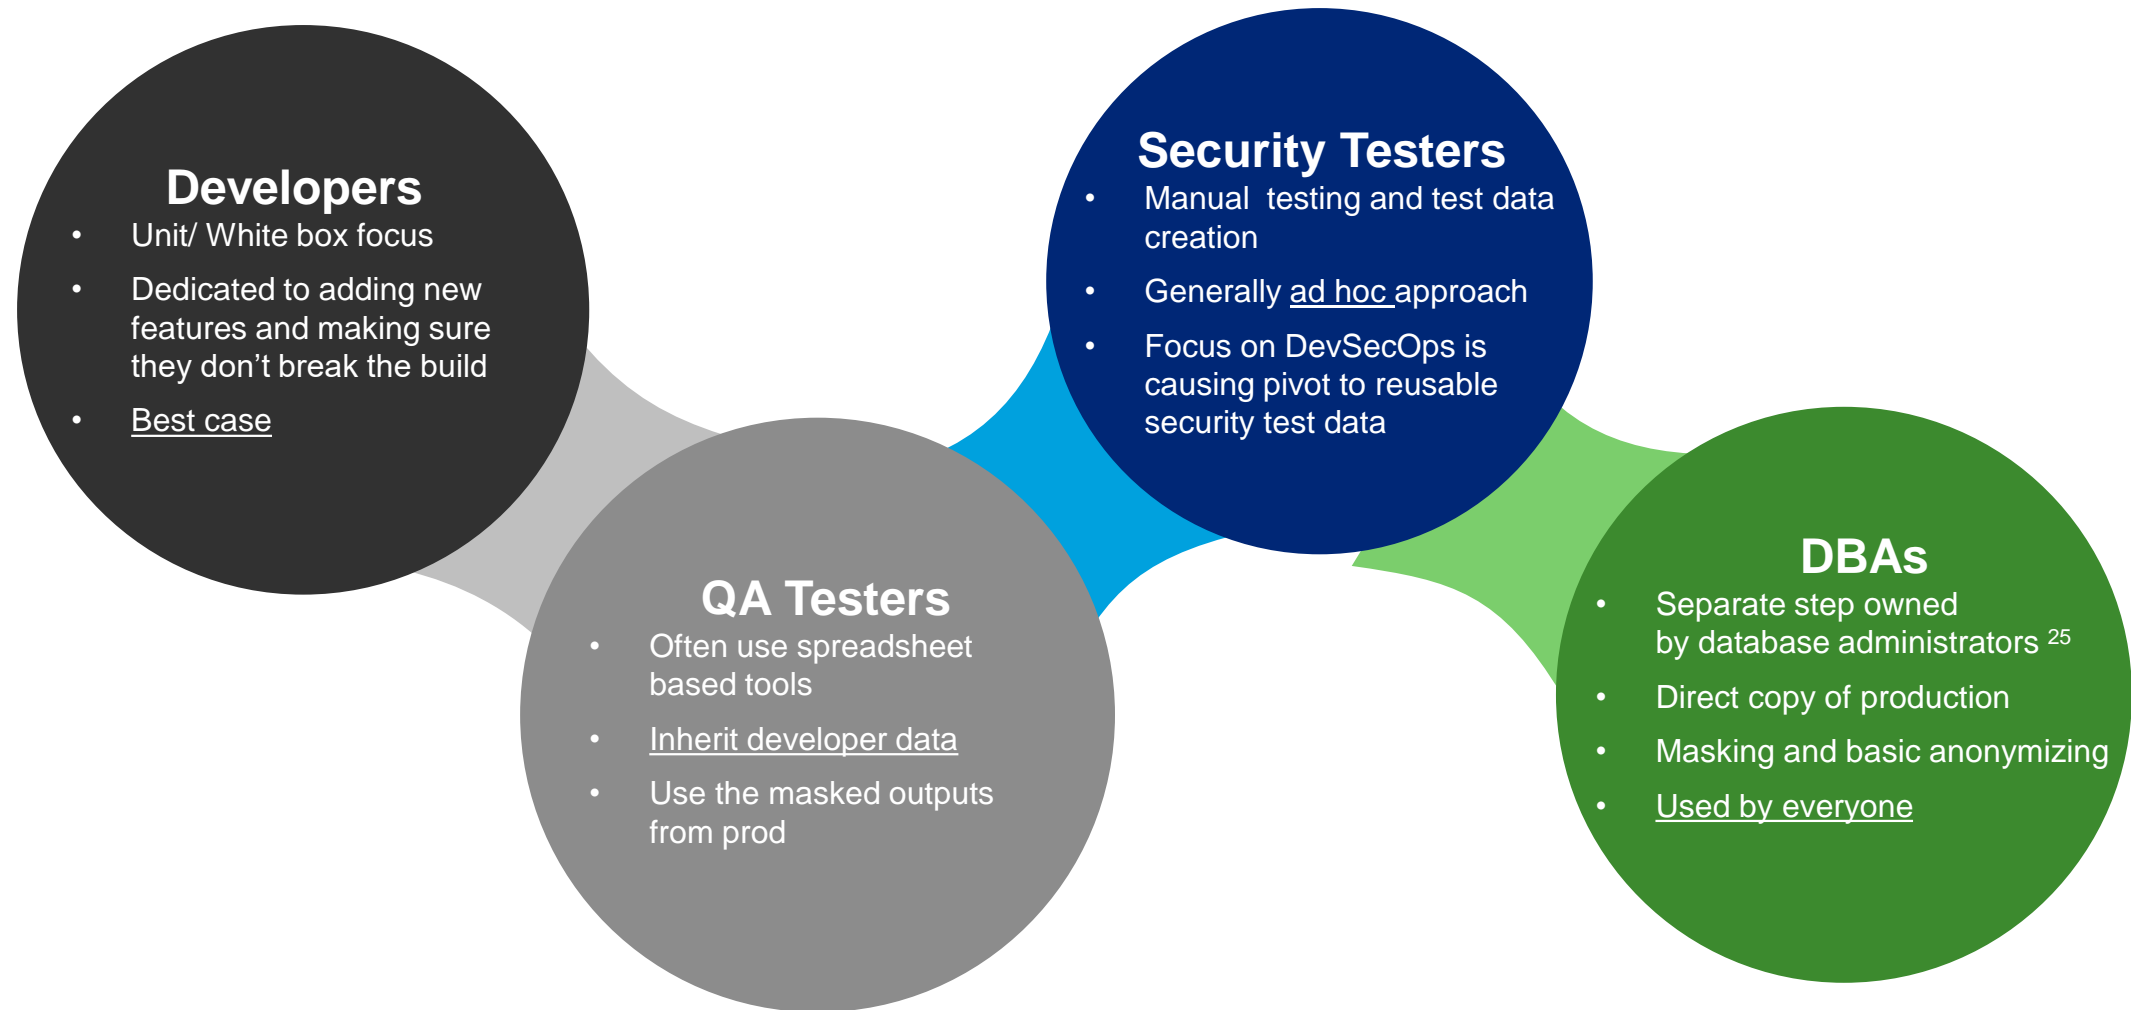 Developers
• Unit/ White box focus
• Dedicated to adding new
features and making sure
they don’t break the build
• Best case
QA Testers
• Often use spreadsheet
based tools
• Inherit developer data
• Use the masked outputs
from prod
Security Testers
• Manual  testing and test data
creation
• Generally ad hoc approach
• Focus on DevSecOps is
causing pivot to reusable
security test data
DBAs
• Separate step owned
by database administrators 25
• Direct copy of production
• Masking and basic anonymizing
• Used by everyone